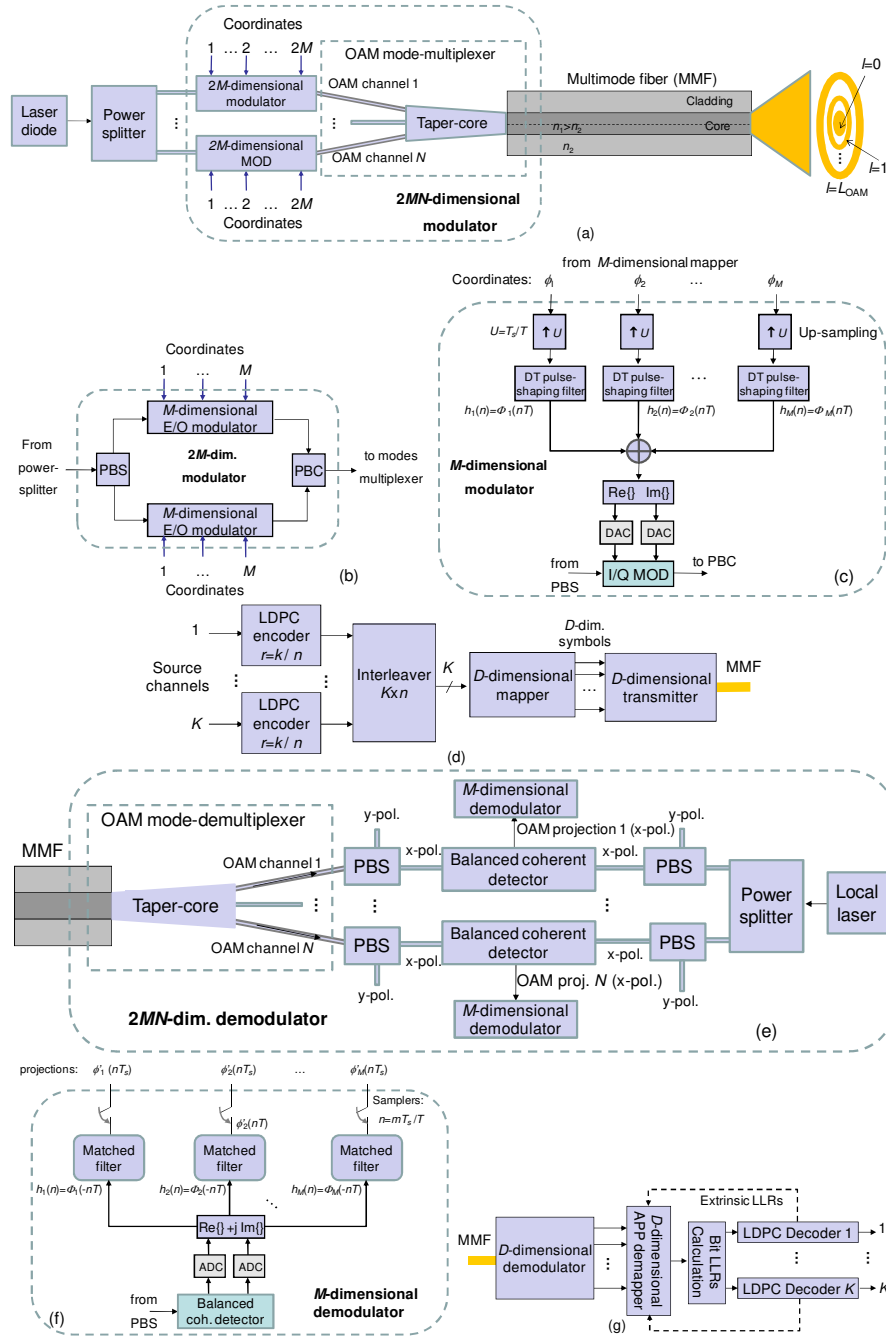 Coordinates
1 … 2 … 2M
OAM mode-multiplexer
2M-dimensional
modulator
OAM channel 1
Laser
diode
Power
splitter
⋮
⋮
Taper-core
Multimode fiber (MMF)
Cladding
n1>n2
Core
n2
l=0
l=1
⋮
l=LOAM
2M-dimensional
MOD
OAM channel N
1 … 2 … 2M
Coordinates
2MN-dimensional
modulator
(a)
from M-dimensional mapper
Coordinates: ϕ1 ϕ2 … ϕM
U=Ts/T
↑U
↑U
↑U
Up-sampling
DT pulse-
shaping filter
DT pulse-
shaping filter
…
DT pulse-
shaping filter
h1(n)=Φ1(nT)
h2(n)=Φ2(nT)
hM(n)=ΦM(nT)
M-dimensional
modulator
Re{} Im{}
DAC
DAC
from
PBS
I/Q MOD
to PBC
(c)
Coordinates
1 … M
M-dimensional
E/O modulator
From
power-
splitter
PBS
2M-dim.
modulator
PBC
to modes
multiplexer
M-dimensional
E/O modulator
1 … M
Coordinates
(b)
1
LDPC
encoder
r=k / n
Source
channels
⋮
⋮
K
LDPC
encoder
r=k / n
Interleaver
Kxn
K
D-dimensional
mapper
D-dim.
symbols
…
D-dimensional
transmitter
MMF
(d)
OAM mode-demultiplexer
MMF
Taper-core
OAM channel 1
⋮
OAM channel N
y-pol.
PBS
x-pol.
M-dimensional
demodulator
OAM projection 1 (x-pol.)
Balanced coherent
detector
x-pol.
y-pol.
PBS
⋮
⋮
Power
splitter
Local
laser
PBS
y-pol.
x-pol.
Balanced coherent
detector
x-pol.
PBS
y-pol.
OAM proj. N (x-pol.)
M-dimensional
demodulator
2MN-dim. demodulator
(e)
projections: ϕ'1 (nTs) ϕ'2(nTs) … ϕ'M(nTs)
ϕ'2(nT)
Samplers:
n=mTs/T
Matched
filter
Matched
filter
Matched
filter
h1(n)=Φ1(-nT)
h2(n)=Φ2(-nT)
⋱
hM(n)=ΦM(-nT)
Re{} +j Im{}
ADC
ADC
from
PBS
Balanced
coh. detector
M-dimensional
demodulator
(f)
MMF
D-dimensional
demodulator
⋮
D-dimensional
APP demapper
Bit LLRs
Calculation
Extrinsic LLRs
LDPC Decoder 1
1
⋮
⋮
LDPC Decoder K
K
(g)